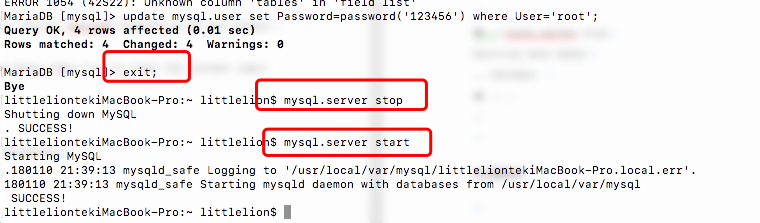 ERROR 1054 (42S22): Unknown column 'tables' in 'field list'
MariaDB [mysql]> update mysql.user set Password=password('123456') where User='root';
Query OK, 4 rows affected (0.01 sec)
Rows matched: 4  Changed: 4  Warnings: 0
MariaDB [mysql]> exit;
Bye
[littleliontekiMacBook-Pro:~ littlelion$ mysql.server stop
Shutting down MySQL
. SUCCESS!
[littleliontekiMacBook-Pro:~ littlelion$ mysql.server start
Starting MySQL
.180110 21:39:13 mysqld_safe Logging to '/usr/local/var/mysql/littleliontekiMacBook-Pro.local.err'.
180110 21:39:13 mysqld_safe Starting mysqld daemon with databases from /usr/local/var/mysql
 SUCCESS!
littleliontekiMacBook-Pro:~ littlelion$